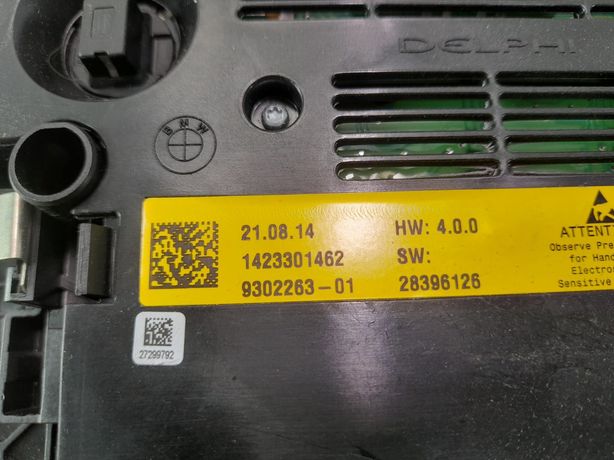 DELPHI
BMW
21.08.14 HW: 4.0.0
1423301462 SW:
9302263-01 28396126
ATTENT
Observe Pre
for Hand
Electron
Sensitive
27299792